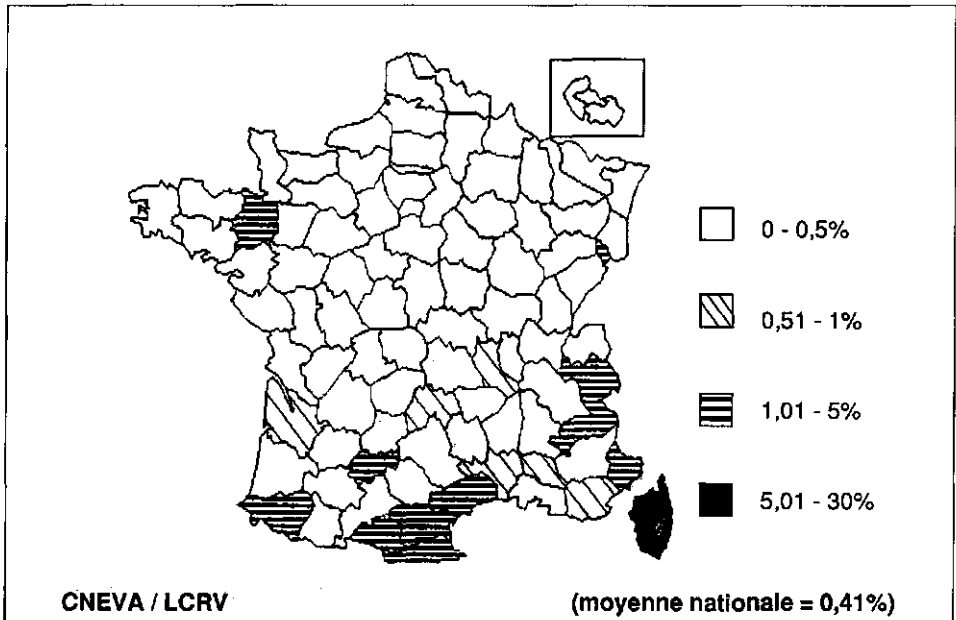 0 - 0,5%
0,51 - 1%
1,01 - 5%
5,01 - 30%
CNEVA / LCRV
(moyenne nationale = 0,41%)